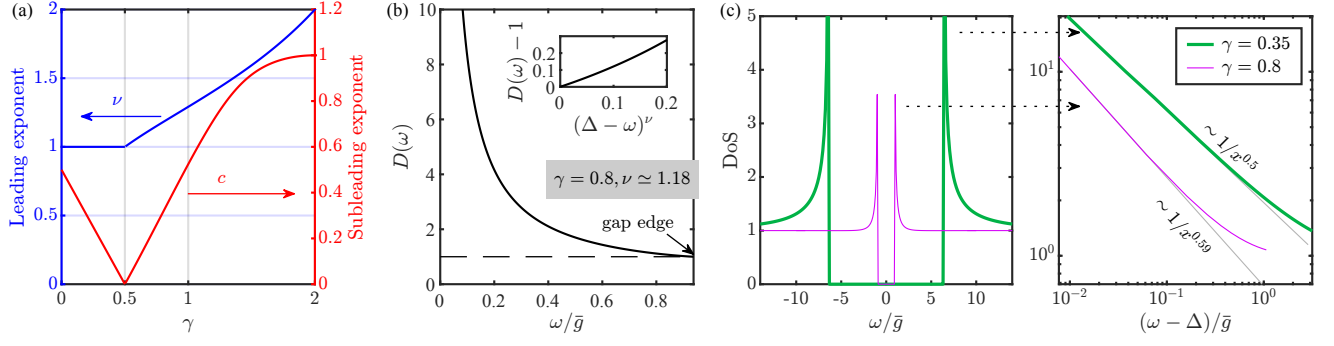 (a)
2
1.5
1
0.5
0
Leading exponent
ν
c
0
0.5
1
2
γ
1.2
1
0.8
0.6
0.4
0.2
0
Subleading exponent
(b)
10
8
6
4
2
0
D(ω)
D(ω) − 1
0.2
0.1
0
0
0.1
0.2
(Δ − ω)^ν
γ = 0.8, ν ≃ 1.18
gap edge
0
0.2
0.4
0.6
0.8
ω/ḡ
(c)
5
4
3
2
1
0
DoS
-10
-5
0
5
10
ω/ḡ
γ = 0.35
γ = 0.8
10^1
10^0
∼ 1/x^0.5
∼ 1/x^0.59
10^-2
10^-1
10^0
(ω − Δ)/ḡ